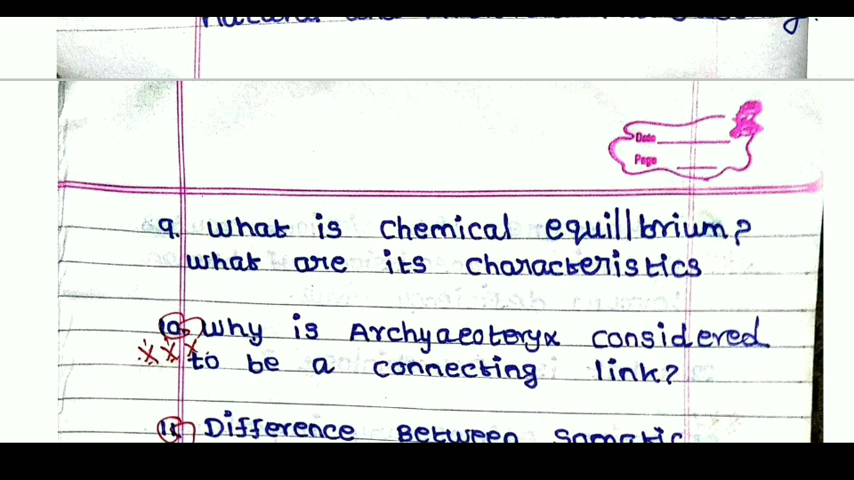 Date
Page
9. What is chemical equillbrium?
What are its characteristics
10. Why is Archyaeoteryx considered
to be a connecting link?
11. Difference Between Somatic